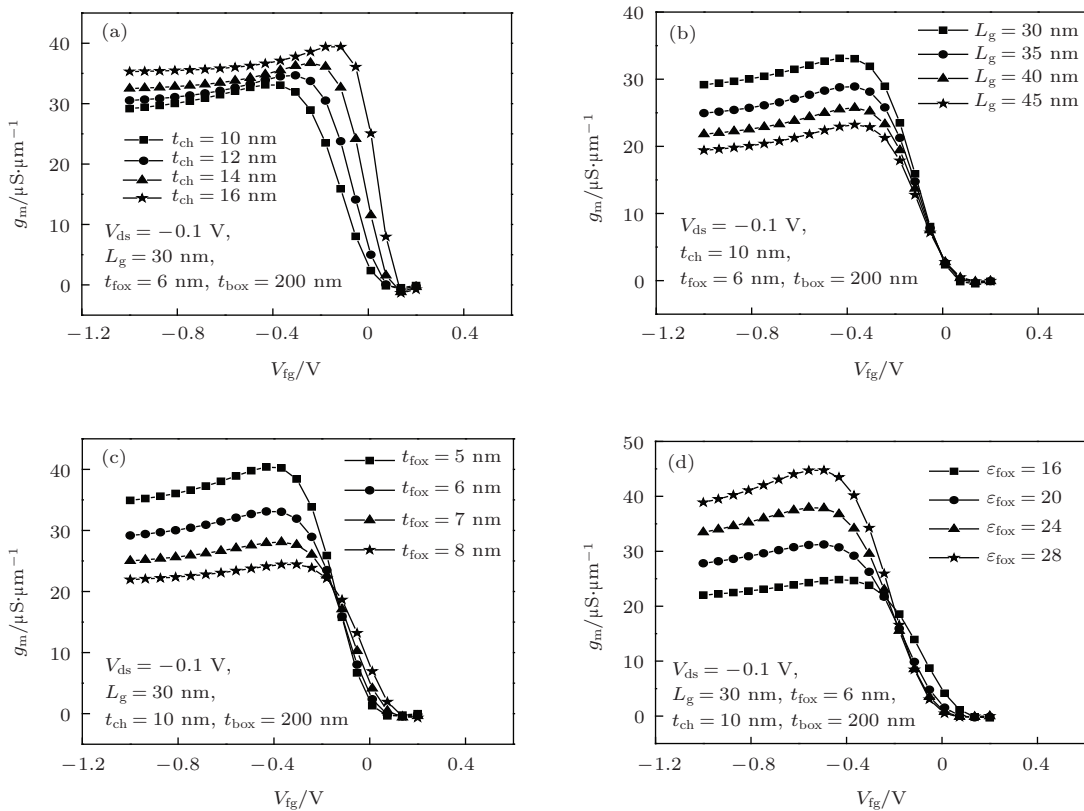 (a)
40
30
20
10
0
g_m/μS·μm⁻¹
t_ch = 10 nm
t_ch = 12 nm
t_ch = 14 nm
t_ch = 16 nm
V_ds = −0.1 V,
L_g = 30 nm,
t_fox = 6 nm, t_box = 200 nm
−1.2 −0.8 −0.4 0 0.4
V_fg/V
(b)
40
30
20
10
0
g_m/μS·μm⁻¹
L_g = 30 nm
L_g = 35 nm
L_g = 40 nm
L_g = 45 nm
V_ds = −0.1 V,
t_ch = 10 nm,
t_fox = 6 nm, t_box = 200 nm
−1.2 −0.8 −0.4 0 0.4
V_fg/V
(c)
40
30
20
10
0
g_m/μS·μm⁻¹
t_fox = 5 nm
t_fox = 6 nm
t_fox = 7 nm
t_fox = 8 nm
V_ds = −0.1 V,
L_g = 30 nm,
t_ch = 10 nm, t_box = 200 nm
−1.2 −0.8 −0.4 0 0.4
V_fg/V
(d)
50
40
30
20
10
0
g_m/μS·μm⁻¹
ε_fox = 16
ε_fox = 20
ε_fox = 24
ε_fox = 28
V_ds = −0.1 V,
L_g = 30 nm, t_fox = 6 nm,
t_ch = 10 nm, t_box = 200 nm
−1.2 −0.8 −0.4 0 0.4
V_fg/V